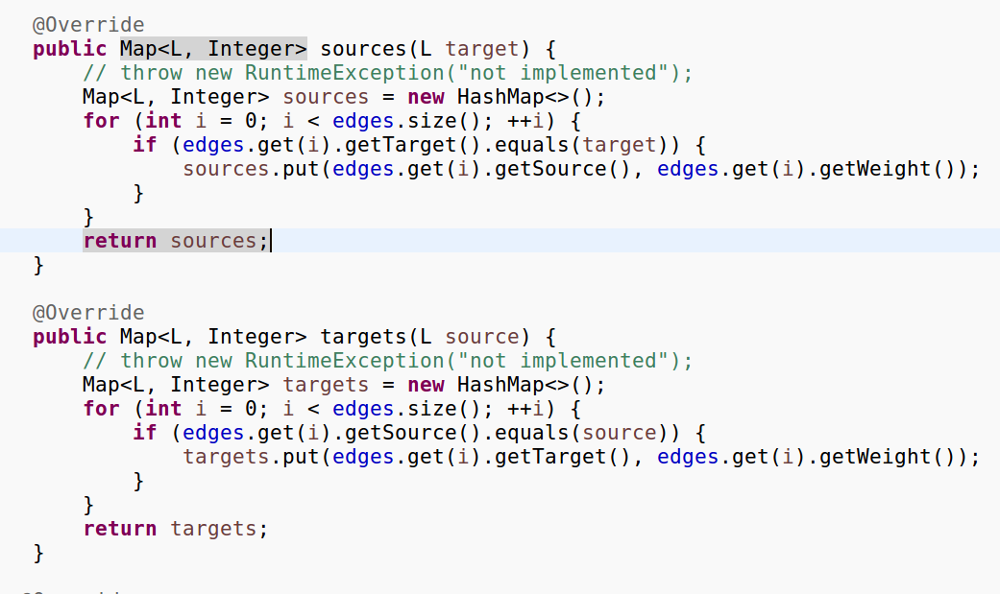 @Override
public Map<L, Integer> sources(L target) {
// throw new RuntimeException("not implemented");
Map<L, Integer> sources = new HashMap<>();
for (int i = 0; i < edges.size(); ++i) {
if (edges.get(i).getTarget().equals(target)) {
sources.put(edges.get(i).getSource(), edges.get(i).getWeight());
}
}
return sources;
}
@Override
public Map<L, Integer> targets(L source) {
// throw new RuntimeException("not implemented");
Map<L, Integer> targets = new HashMap<>();
for (int i = 0; i < edges.size(); ++i) {
if (edges.get(i).getSource().equals(source)) {
targets.put(edges.get(i).getTarget(), edges.get(i).getWeight());
}
}
return targets;
}